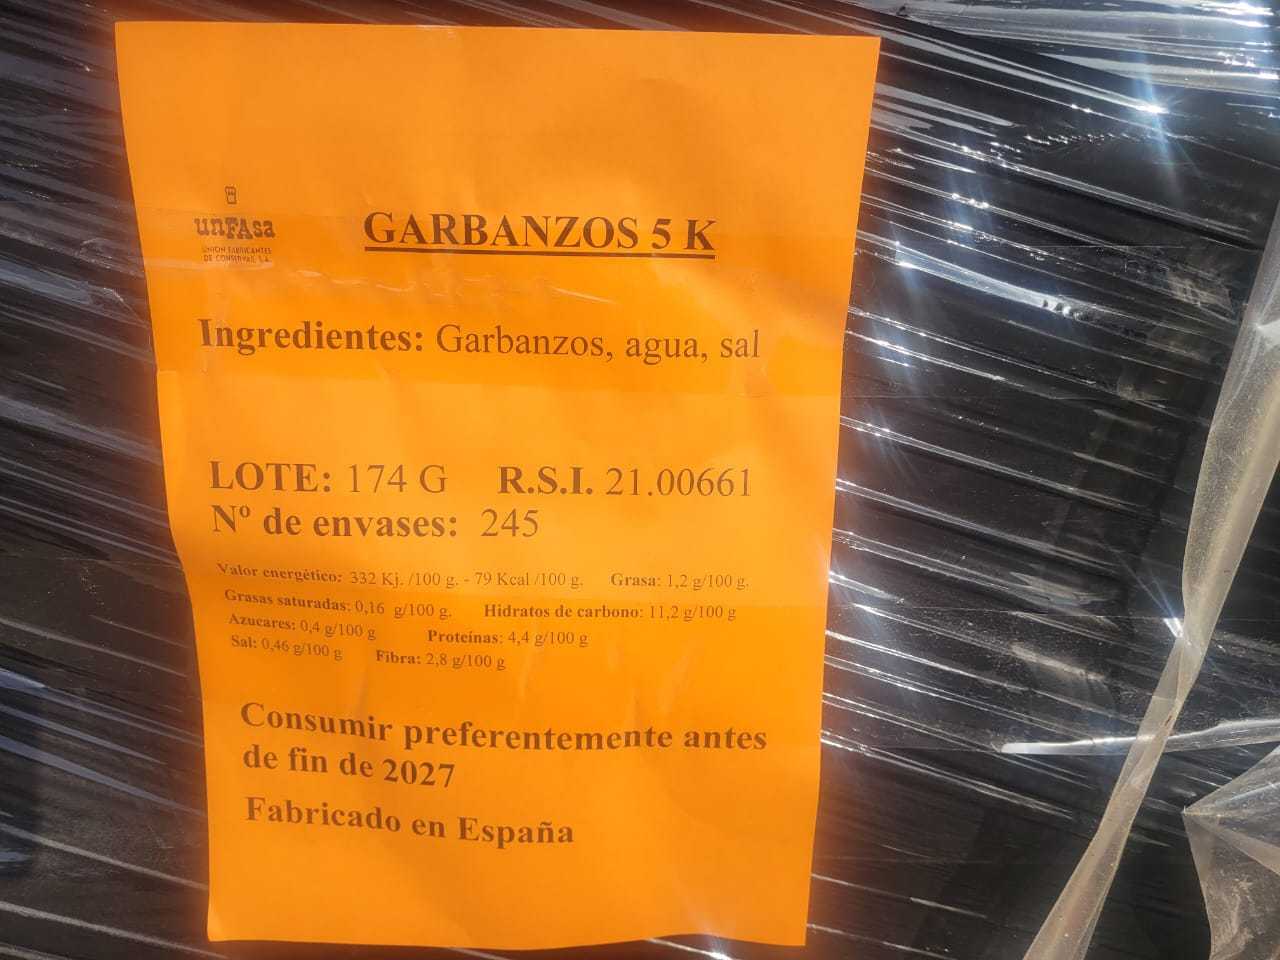 unFAsa
UNION FABRICANTES
DE CONSERVAS, S.A.
GARBANZOS 5 K
Ingredientes: Garbanzos, agua, sal
LOTE: 174 G R.S.I. 21.00661
Nº de envases: 245
Valor energético: 332 Kj. /100 g. - 79 Kcal /100 g. Grasa: 1,2 g/100 g.
Grasas saturadas: 0,16 g/100 g. Hidratos de carbono: 11,2 g/100 g
Azucares: 0,4 g/100 g Proteínas: 4,4 g/100 g
Sal: 0,46 g/100 g Fibra: 2,8 g/100 g
Consumir preferentemente antes
de fin de 2027
Fabricado en España